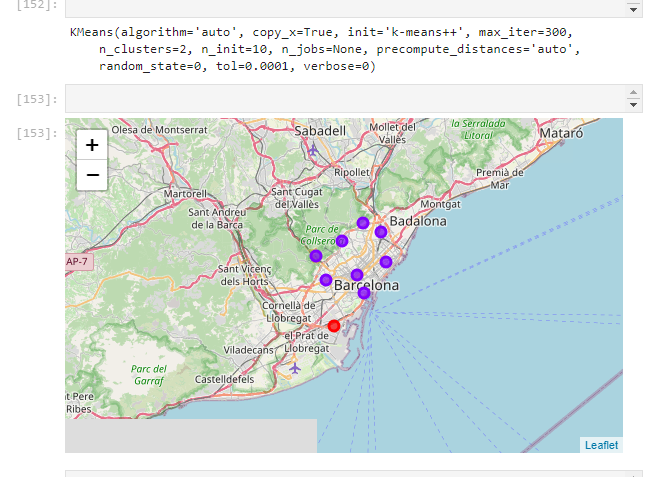 [152]:
KMeans(algorithm='auto', copy_x=True, init='k-means++', max_iter=300,
n_clusters=2, n_init=10, n_jobs=None, precompute_distances='auto',
random_state=0, tol=0.0001, verbose=0)
[153]:
[153]:
+
−
Olesa de Montserrat
Sabadell
Mollet del
Vallès
la Serralada
Litoral
Mataró
Ripollet
Premià de
Mar
Martorell
Sant Cugat
del Vallès
Montgat
Sant Andreu
de la Barca
Badalona
Parc de
Collser
AP-7
Sant Vicenç
dels Horts
Barcelona
Cornellà de
Llobregat
el Prat de
Llobregat
Viladecans
Parc del
Garraf
Castelldefels
t Pere
Ribes
Leaflet